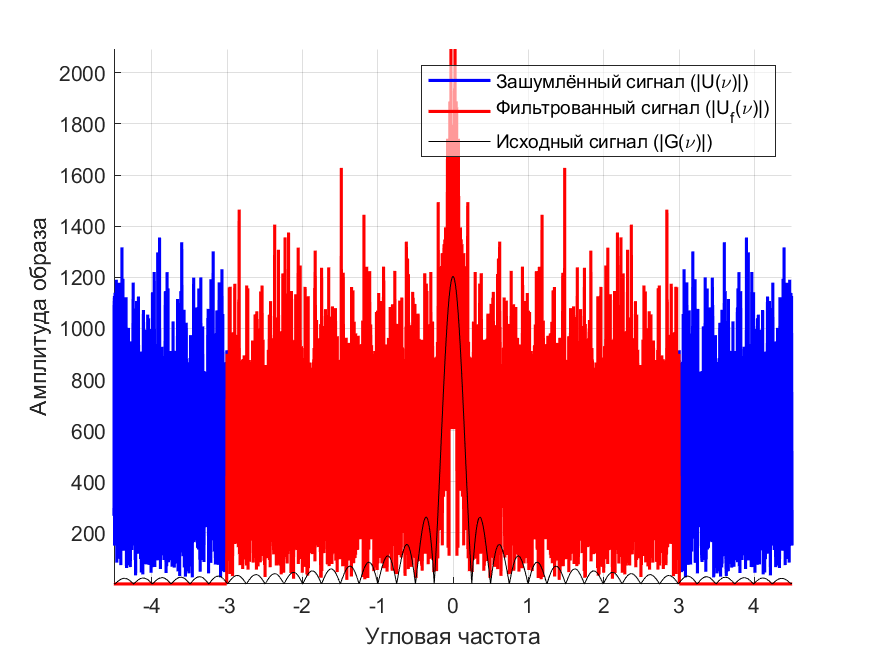 2000
1800
1600
1400
1200
1000
800
600
400
200
Амплитуда образа
Зашумлённый сигнал (|U(ν)|)
Фильтрованный сигнал (|U_f(ν)|)
Исходный сигнал (|G(ν)|)
-4 -3 -2 -1 0 1 2 3 4
Угловая частота